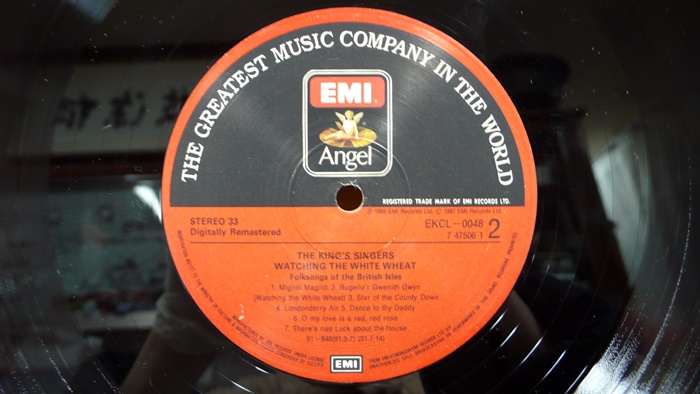 THE GREATEST MUSIC COMPANY IN THE WORLD
EMI
Angel
REGISTERED TRADE MARK OF EMI RECORDS LTD.
STEREO 33
Digitally Remastered
EKCL-0048
7 47506 1
2
THE KING'S SINGERS
WATCHING THE WHITE WHEAT
Folksongs of the British Isles
1. Migildi Magildi 2. Bugeilo'r Gwenith Gwyn
(Watching the White Wheat) 3. Star of the County Down
4. Londonderry Air 5. Dance to thy Daddy
6. O my love is a red, red rose
7. There's nae Luck about the House
EMI